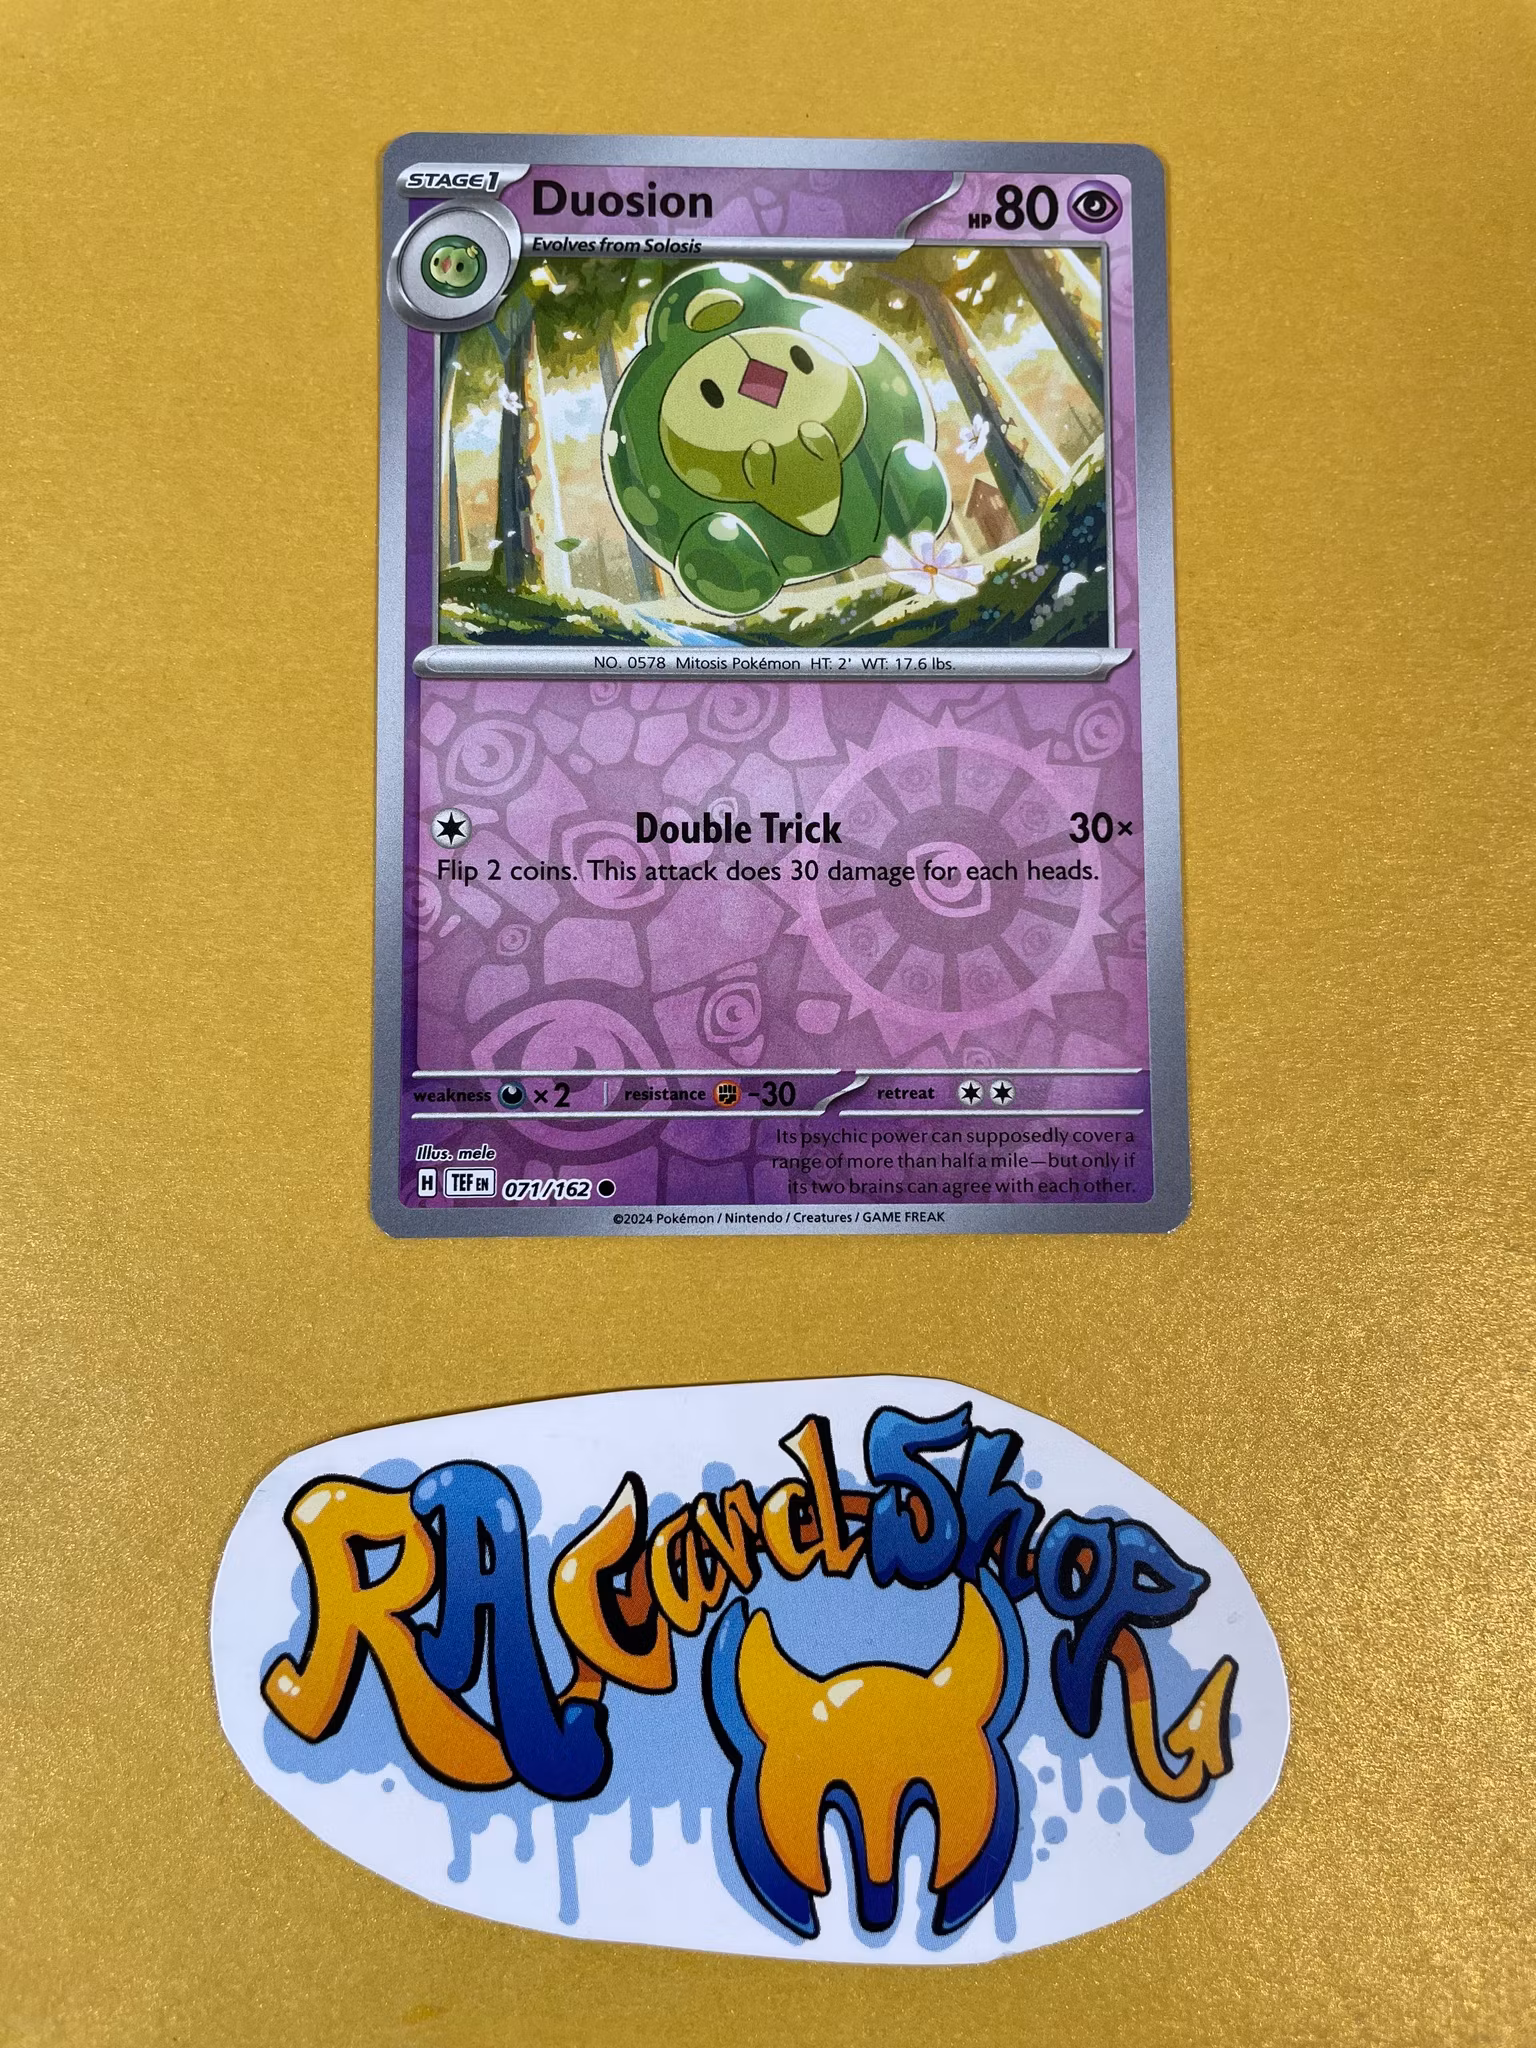 STAGE 1
Duosion
HP 80
Evolves from Solosis
NO. 0578 Mitosis Pokémon HT: 2' WT: 17.6 lbs.
Double Trick 30×
Flip 2 coins. This attack does 30 damage for each heads.
weakness ×2 resistance -30 retreat
Its psychic power can supposedly cover a
range of more than half a mile—but only if
its two brains can agree with each other.
Illus. mele
H TEF EN 071/162
©2024 Pokémon / Nintendo / Creatures / GAME FREAK
RA Card Shop